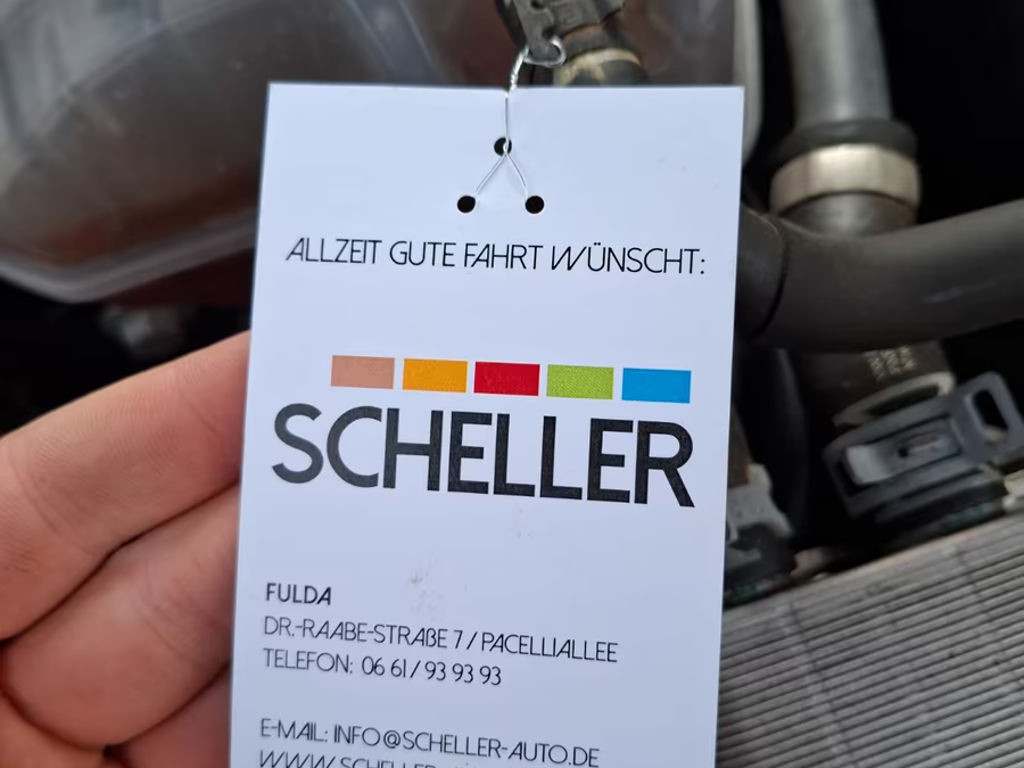 ALLZEIT GUTE FAHRT WÜNSCHT:
SCHELLER
FULDA
DR.-RAABE-STRAßE 7 / PACELLIALLEE
TELEFON: 06 61 / 93 93 93
E-MAIL: INFO@SCHELLER-AUTO.DE